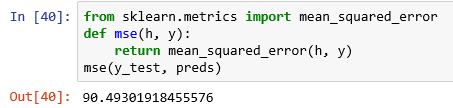 In [40]: from sklearn.metrics import mean_squared_error
def mse(h, y):
    return mean_squared_error(h, y)
mse(y_test, preds)
Out[40]: 90.49301918455576